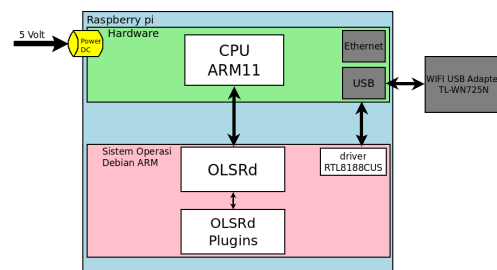 Raspberry pi
Hardware
5 Volt
Power
DC
CPU
ARM11
Ethernet
USB
WIFI USB Adapte
TL-WN725N
Sistem Operasi
Debian ARM
OLSRd
driver
RTL8188CUS
OLSRd
Plugins